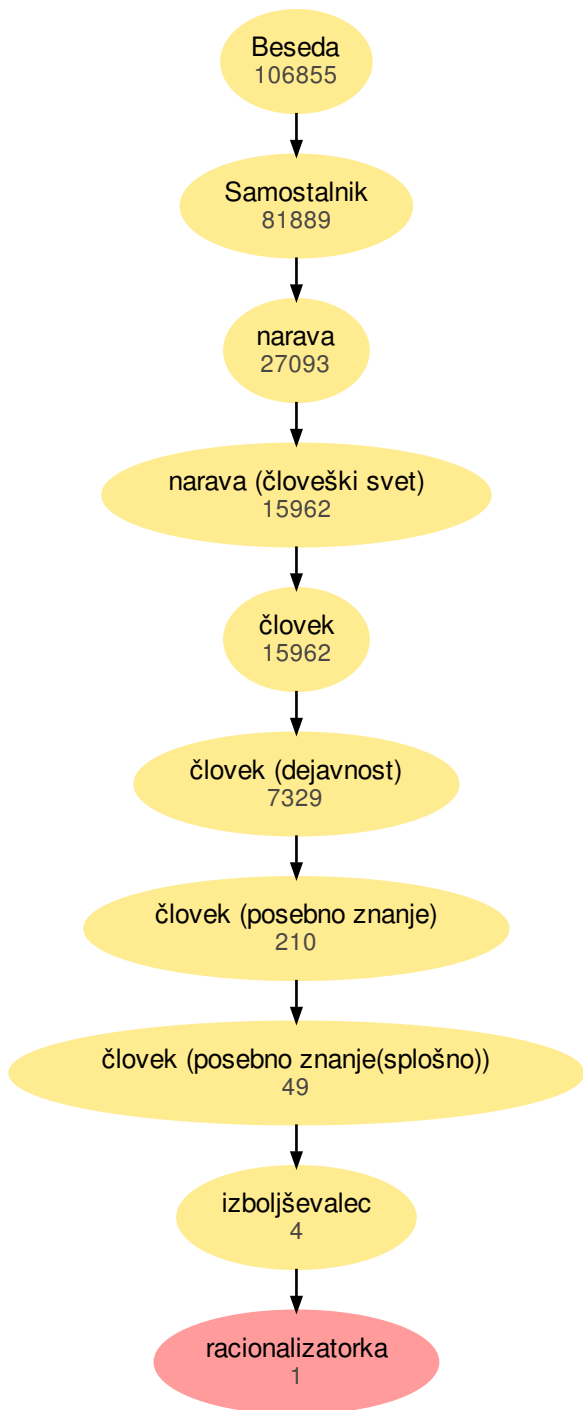 Beseda
106855
Samostalnik
81889
narava
27093
narava (človeški svet)
15962
človek
15962
človek (dejavnost)
7329
človek (posebno znanje)
210
človek (posebno znanje(splošno))
49
izboljševalec
4
racionalizatorka
1